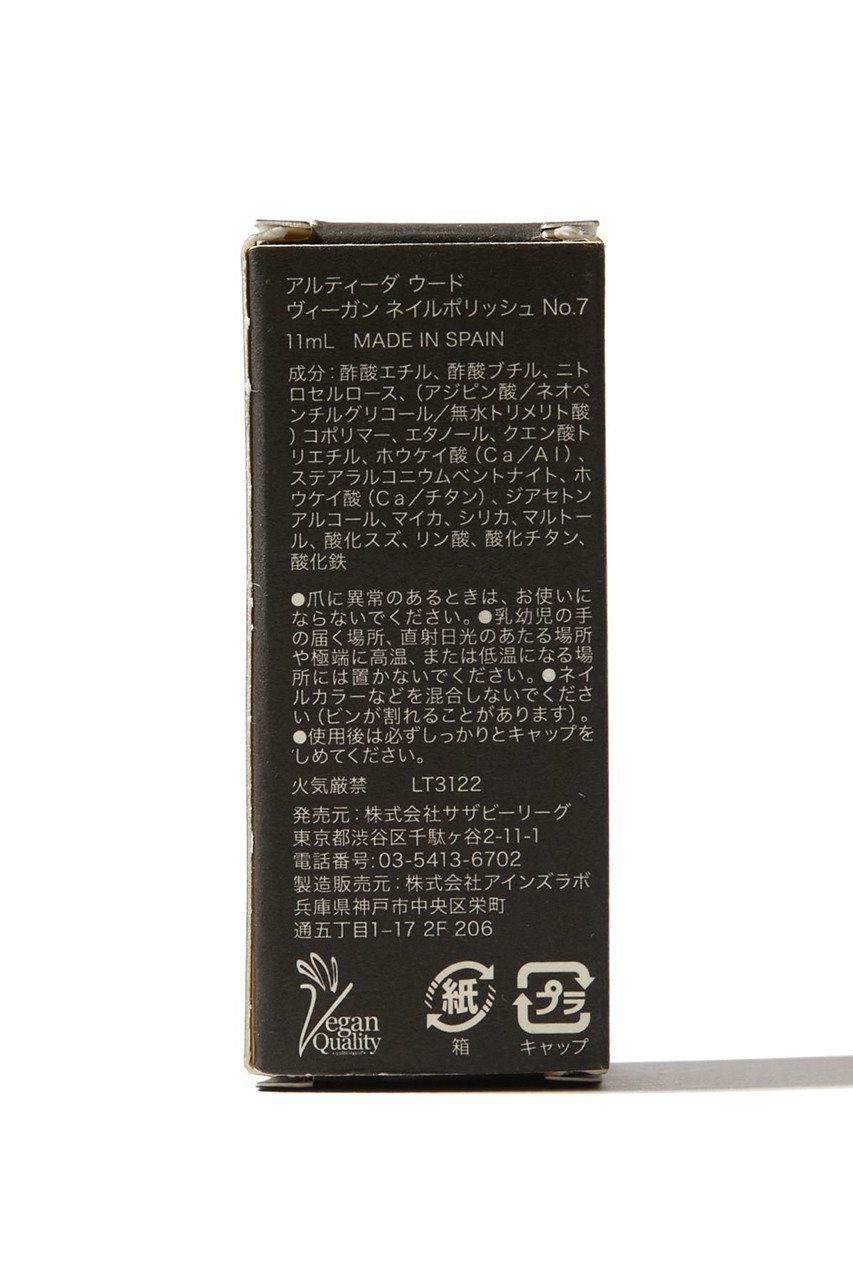 アルティーダ ウード
ヴィーガン ネイルポリッシュ No.7
11mL MADE IN SPAIN
成分：酢酸エチル、酢酸ブチル、ニト
ロセルロース、（アジピン酸／ネオペ
ンチルグリコール／無水トリメリト酸
）コポリマー、エタノール、クエン酸ト
リエチル、ホウケイ酸（Ca／Al）、
ステアラルコニウムベントナイト、ホ
ウケイ酸（Ca／チタン）、ジアセトン
アルコール、マイカ、シリカ、マルトー
ル、酸化スズ、リン酸、酸化チタン、
酸化鉄
●爪に異常のあるときは、お使いに
ならないでください。●乳幼児の手
の届く場所、直射日光のあたる場所
や極端に高温、または低温になる場
所には置かないでください。●ネイ
ルカラーなどを混合しないでくださ
い（ビンが割れることがあります）。
●使用後は必ずしっかりとキャップを
しめてください。
火気厳禁 LT3122
発売元：株式会社サザビーリーグ
東京都渋谷区千駄ヶ谷2-11-1
電話番号：03-5413-6702
製造販売元：株式会社アインズラボ
兵庫県神戸市中央区栄町
通五丁目1-17 2F 206
Vegan
Quality
紙
箱
プラ
キャップ